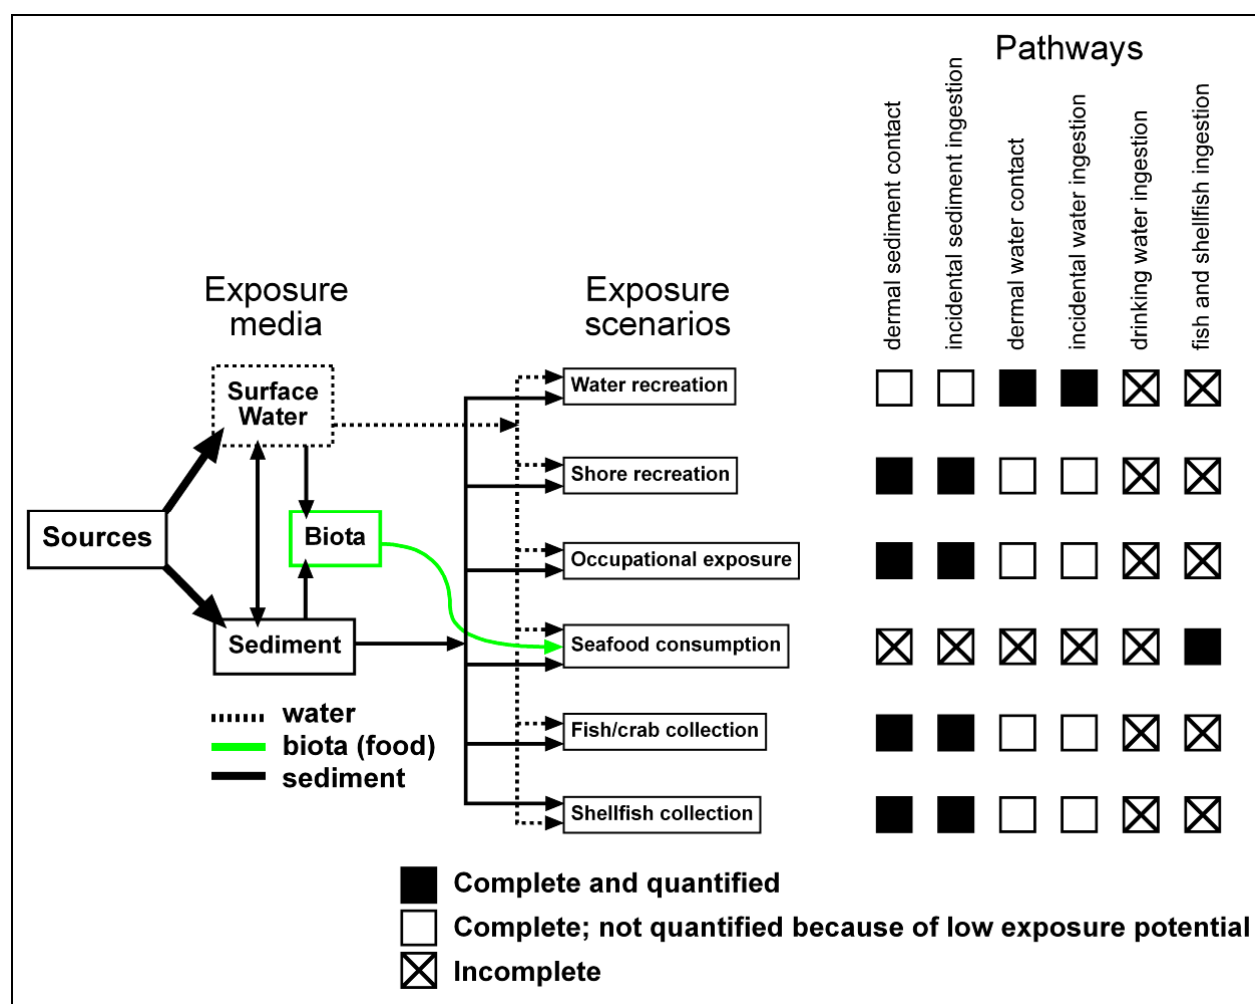 Pathways
dermal sediment contact
incidental sediment ingestion
dermal water contact
incidental water ingestion
drinking water ingestion
fish and shellfish ingestion
Exposure
media
Exposure
scenarios
Surface
Water
Sources
Biota
Sediment
Water recreation
Shore recreation
Occupational exposure
Seafood consumption
Fish/crab collection
Shellfish collection
water
biota (food)
sediment
Complete and quantified
Complete; not quantified because of low exposure potential
Incomplete